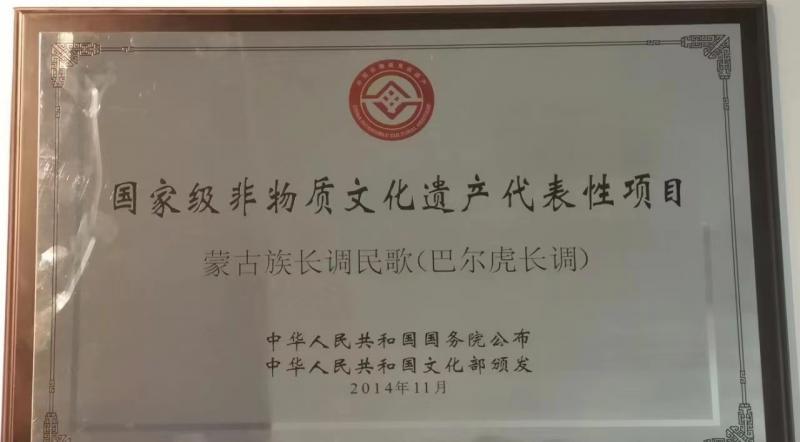 国家级非物质文化遗产代表性项目
蒙古族长调民歌(巴尔虎长调)
中华人民共和国国务院公布
中华人民共和国文化部颁发
2014年11月